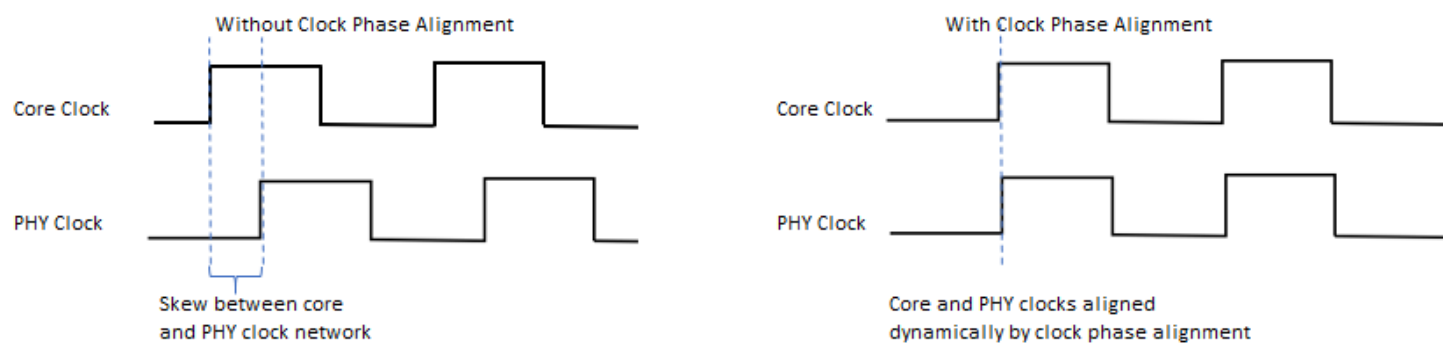 Without Clock Phase Alignment
Core Clock
PHY Clock
Skew between core
and PHY clock network
With Clock Phase Alignment
Core Clock
PHY Clock
Core and PHY clocks aligned
dynamically by clock phase alignment